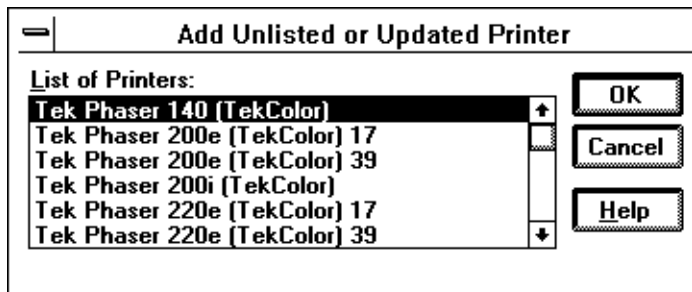 Add Unlisted or Updated Printer
List of Printers:
Tek Phaser 140 (TekColor)
Tek Phaser 200e (TekColor) 17
Tek Phaser 200e (TekColor) 39
Tek Phaser 200i (TekColor)
Tek Phaser 220e (TekColor) 17
Tek Phaser 220e (TekColor) 39
OK
Cancel
Help